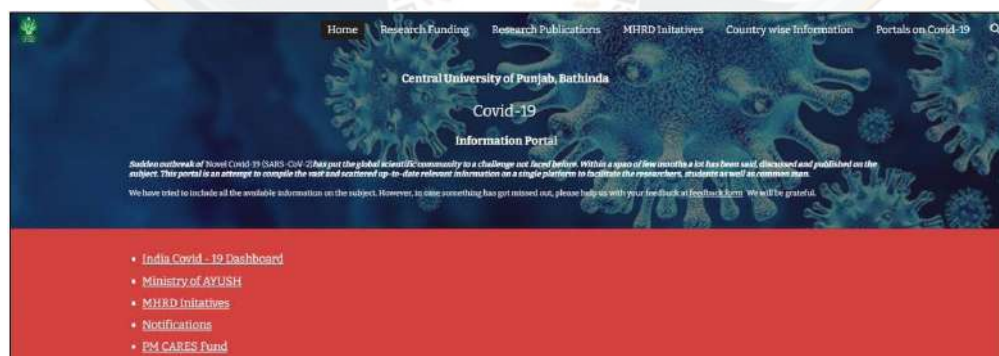 Home Research Funding Research Publications MHRD Initatives Country wise Information Portals on Covid-19
Central University of Punjab, Bathinda
Covid-19
Information Portal
Sudden outbreak of Novel Covid-19 (SARS-CoV-2) has put the global scientific community to a challenge not faced before. Within a span of few months a lot has been said, discussed and published on the
subject. This portal is an attempt to compile the vast and scattered up-to-date relevant information on a single platform to facilitate the researchers, students as well as common man.
We have tried to include all the available information on the subject. However, in case something has got missed out, please help us with your feedback at feedback form. We will be grateful.
• India Covid - 19 Dashboard
• Ministry of AYUSH
• MHRD Initatives
• Notifications
• PM CARES Fund